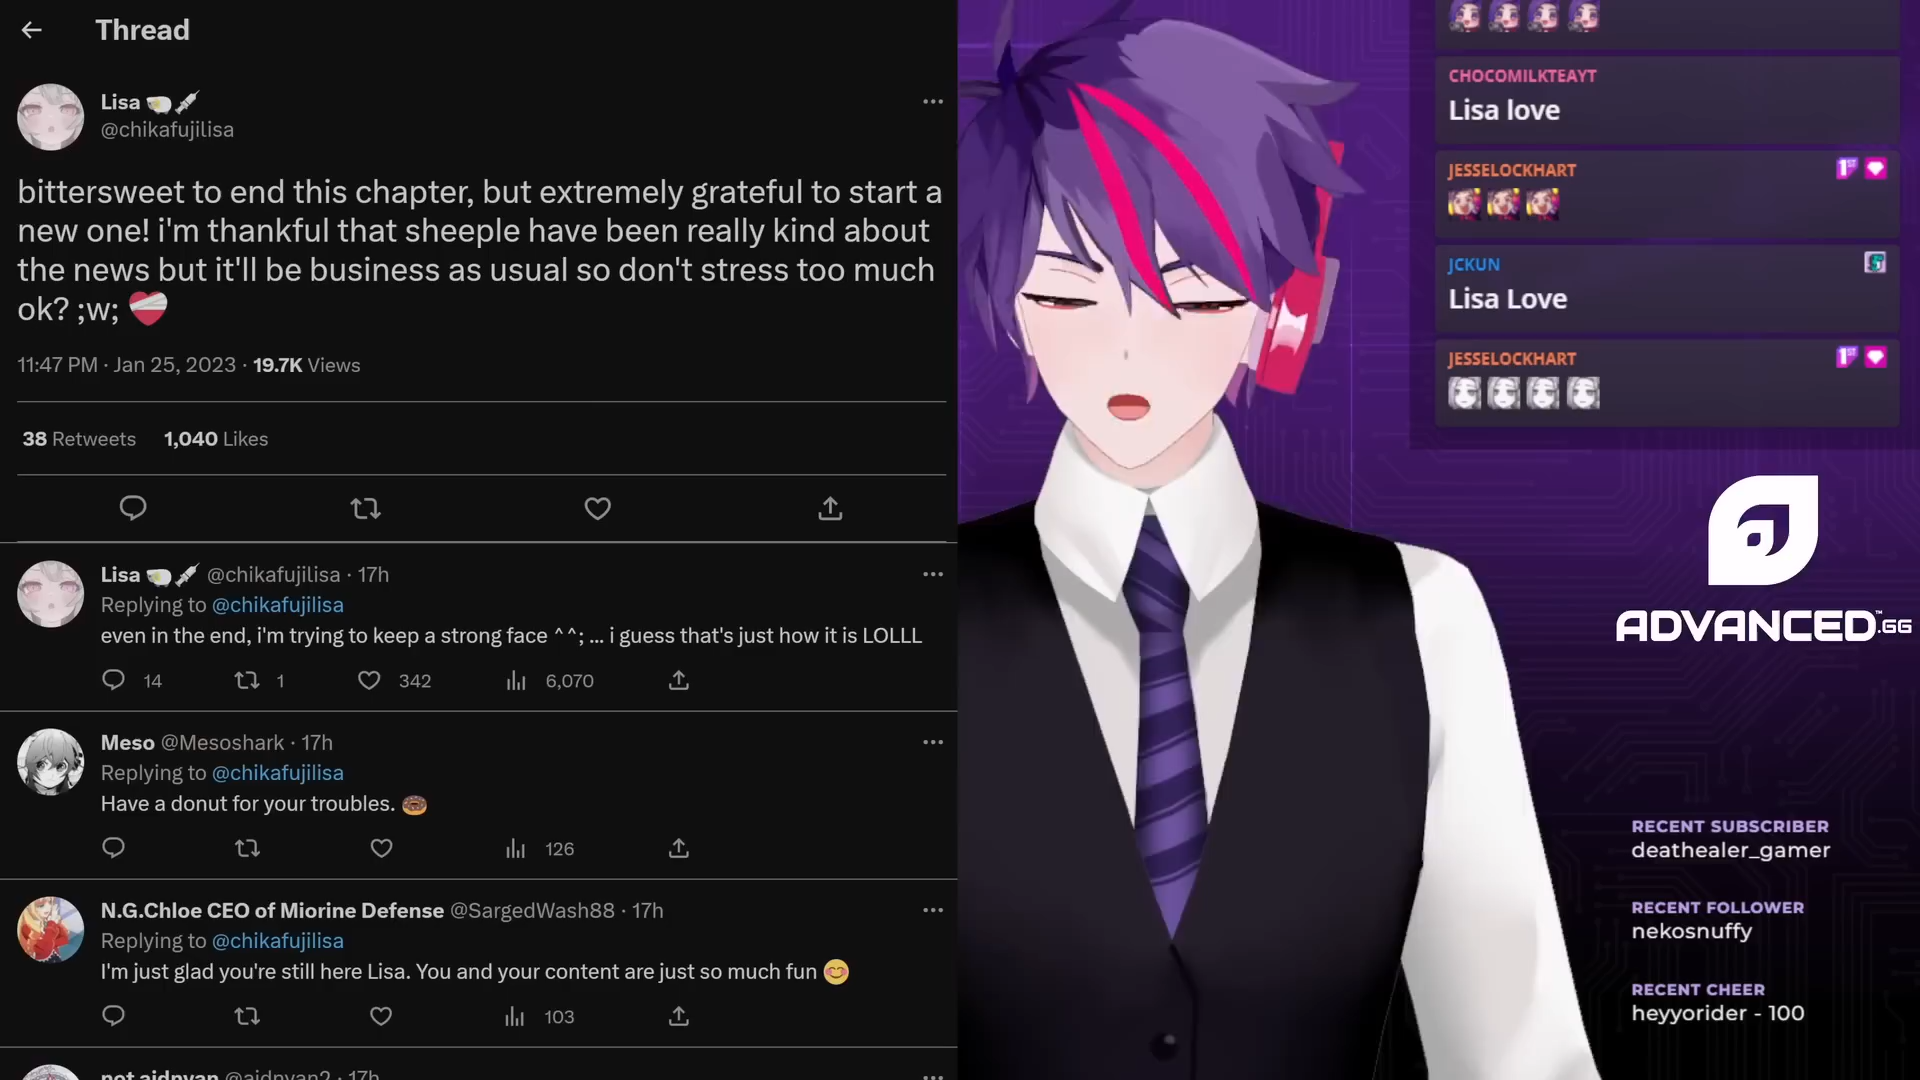 Thread
Lisa
@chikafujilisa
bittersweet to end this chapter, but extremely grateful to start a
new one! i'm thankful that sheeple have been really kind about
the news but it'll be business as usual so don't stress too much
ok? ;w;
11:47 PM · Jan 25, 2023 · 19.7K Views
38 Retweets 1,040 Likes
Lisa @chikafujilisa · 17h
Replying to @chikafujilisa
even in the end, i'm trying to keep a strong face ^^; ... i guess that's just how it is LOLLL
14 1 342 6,070
Meso @Mesoshark · 17h
Replying to @chikafujilisa
Have a donut for your troubles.
126
N.G.Chloe CEO of Miorine Defense @SargedWash88 · 17h
Replying to @chikafujilisa
I'm just glad you're still here Lisa. You and your content are just so much fun
103
not aidnyan @aidnyan2 · 17h
CHOCOMILKTEAYT
Lisa love
JESSELOCKHART
1ST
JCKUN
Lisa Love
JESSELOCKHART
1ST
ADVANCED.GG
RECENT SUBSCRIBER
deathealer_gamer
RECENT FOLLOWER
nekosnuffy
RECENT CHEER
heyyorider - 100